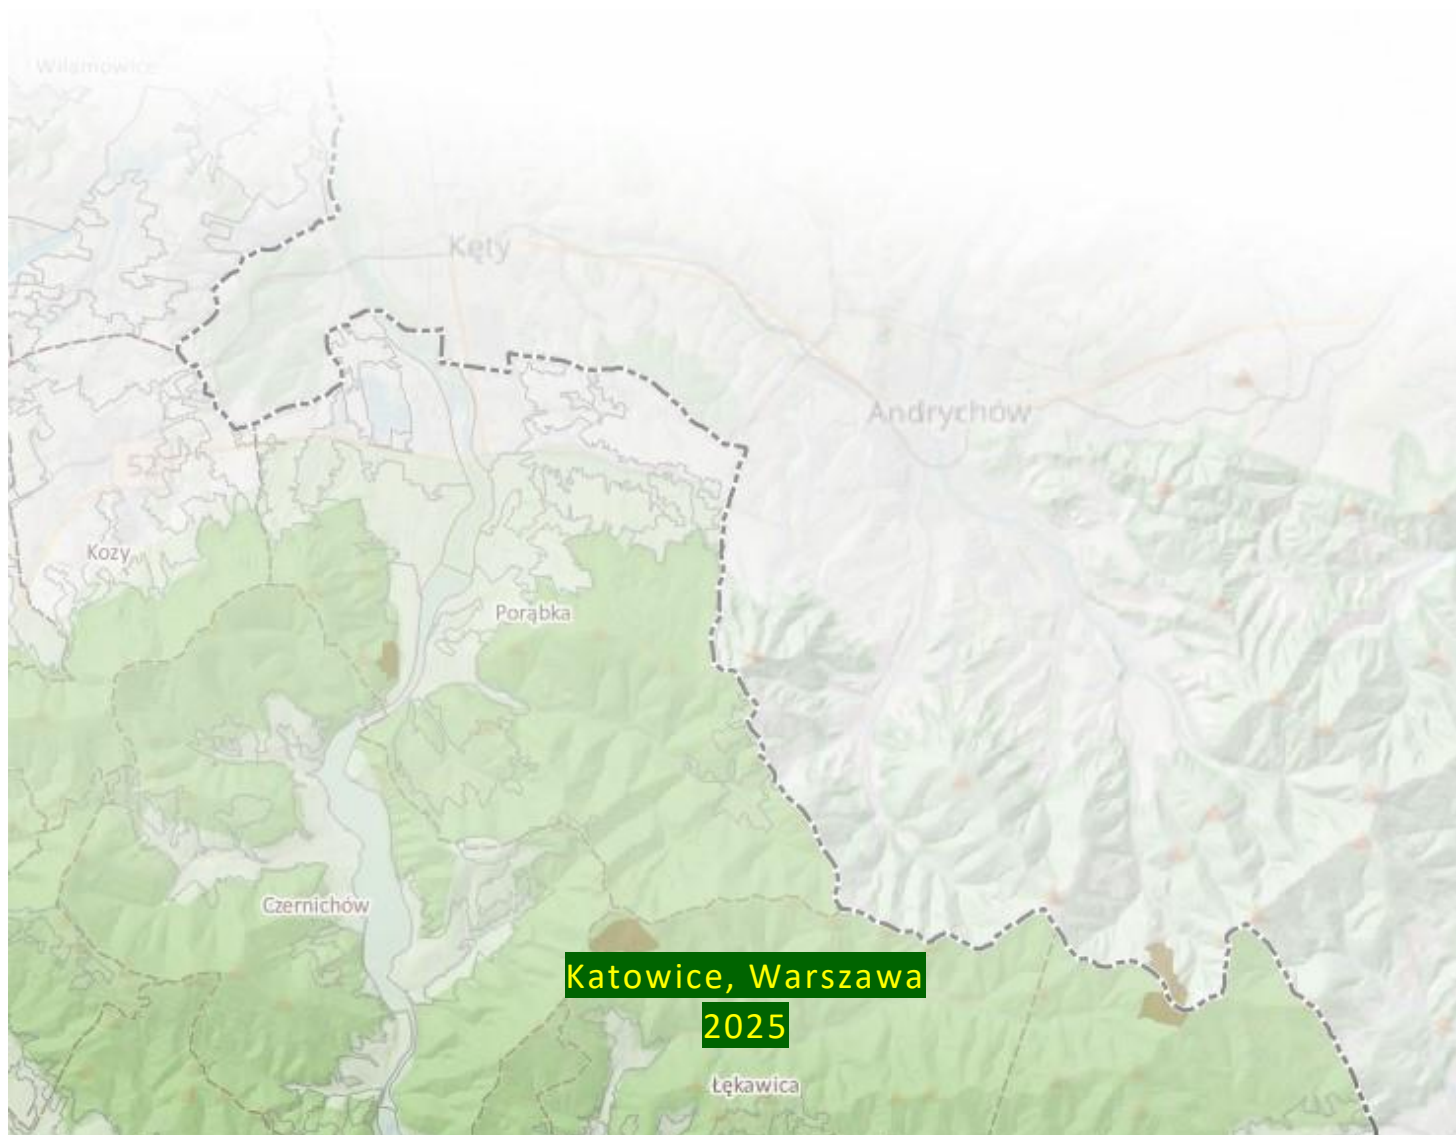 Wilamowice
Kęty
Andrychów
52
Kozy
Porąbka
Czernichów
Katowice, Warszawa
2025
Łękawica